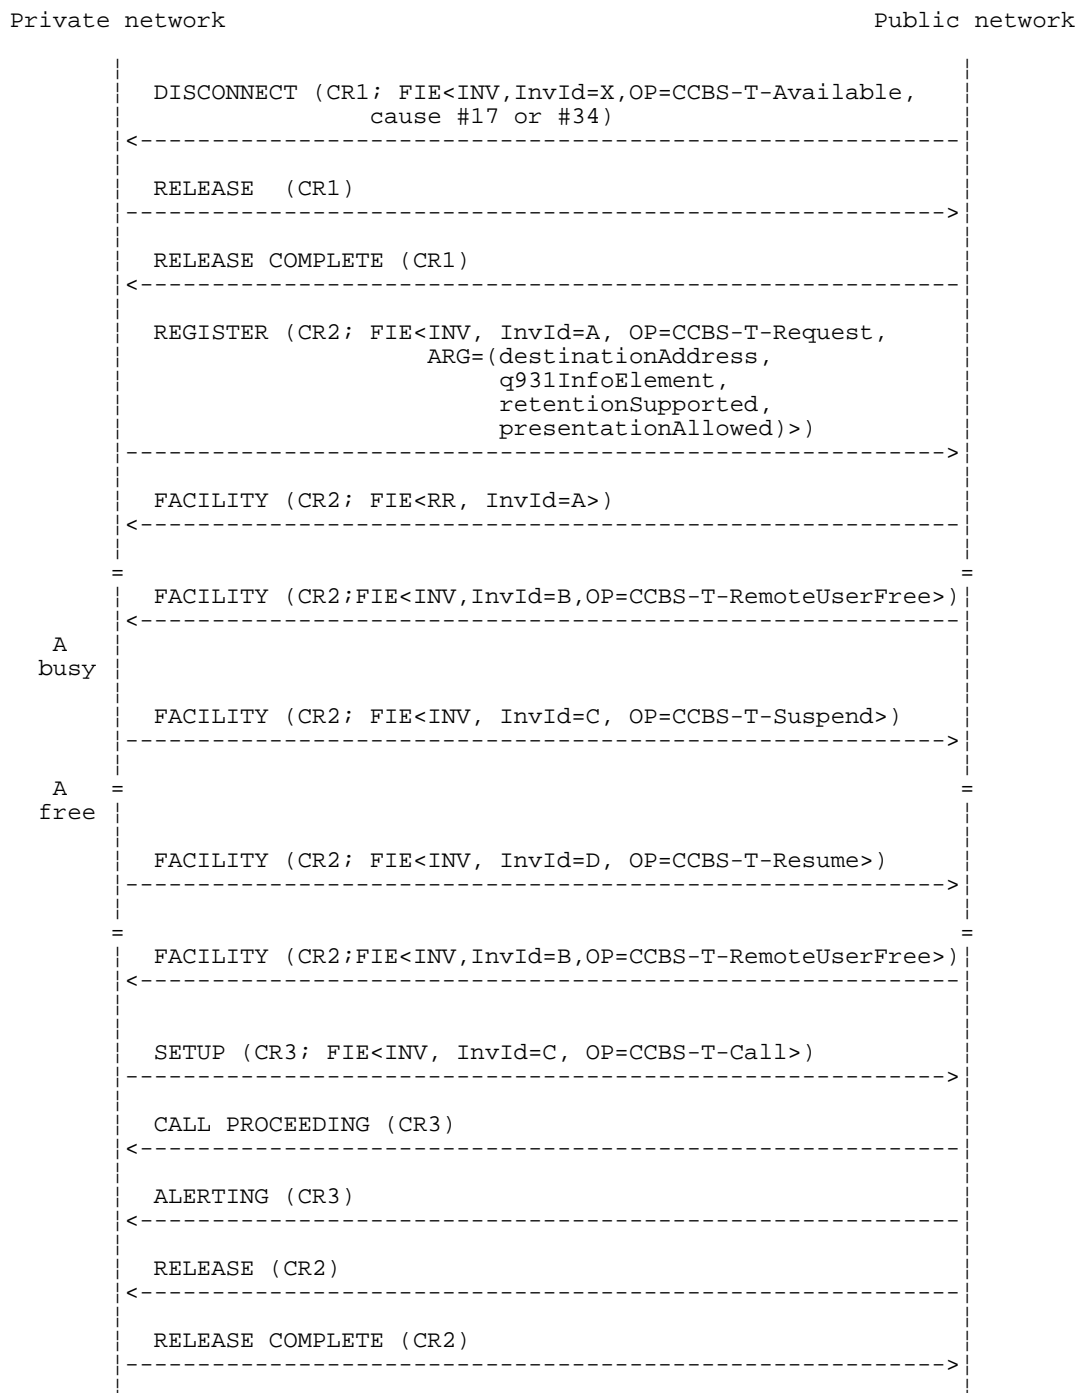 Private network Public network
DISCONNECT (CR1; FIE<INV,InvId=X,OP=CCBS-T-Available,
cause #17 or #34)
RELEASE (CR1)
RELEASE COMPLETE (CR1)
REGISTER (CR2; FIE<INV, InvId=A, OP=CCBS-T-Request,
ARG=(destinationAddress,
q931InfoElement,
retentionSupported,
presentationAllowed)>)
FACILITY (CR2; FIE<RR, InvId=A>)
FACILITY (CR2;FIE<INV,InvId=B,OP=CCBS-T-RemoteUserFree>)
A
busy
FACILITY (CR2; FIE<INV, InvId=C, OP=CCBS-T-Suspend>)
A
free
FACILITY (CR2; FIE<INV, InvId=D, OP=CCBS-T-Resume>)
FACILITY (CR2;FIE<INV,InvId=B,OP=CCBS-T-RemoteUserFree>)
SETUP (CR3; FIE<INV, InvId=C, OP=CCBS-T-Call>)
CALL PROCEEDING (CR3)
ALERTING (CR3)
RELEASE (CR2)
RELEASE COMPLETE (CR2)